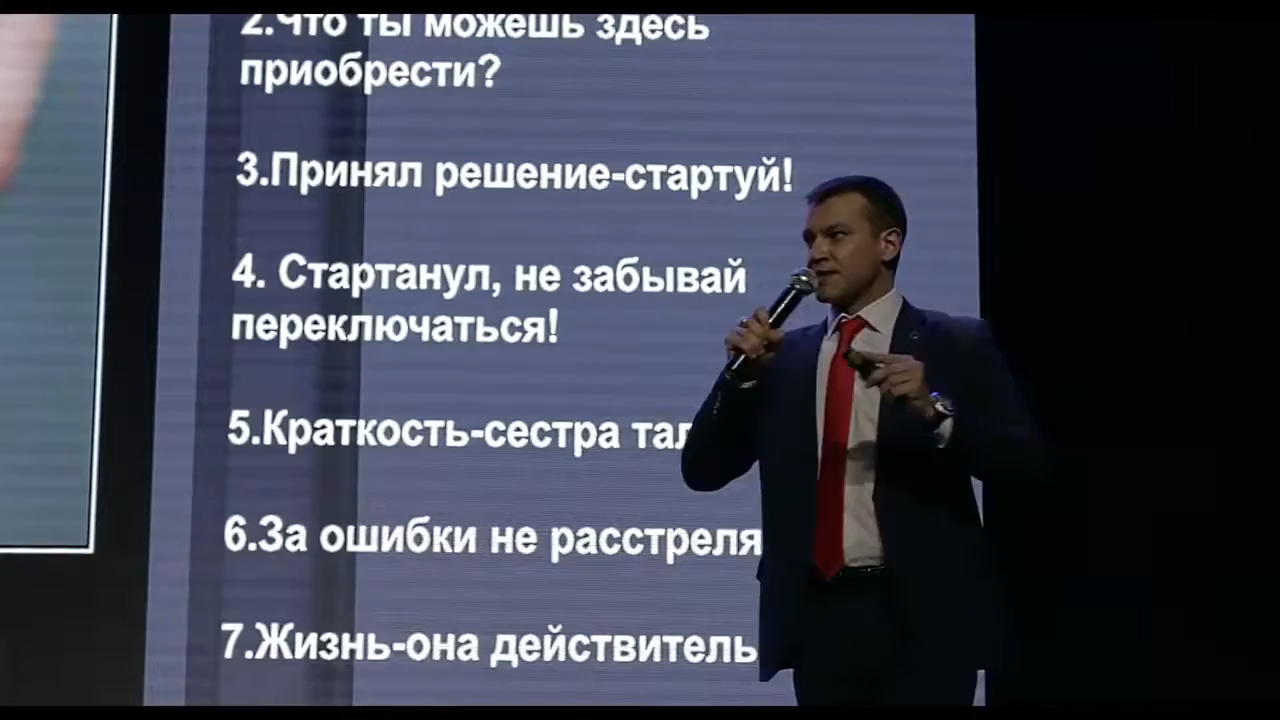 2.Что ты можешь здесь
приобрести?
3.Принял решение-стартуй!
4. Стартанул, не забывай
переключаться!
5.Краткость-сестра
6.За ошибки не
7.Жизнь-она